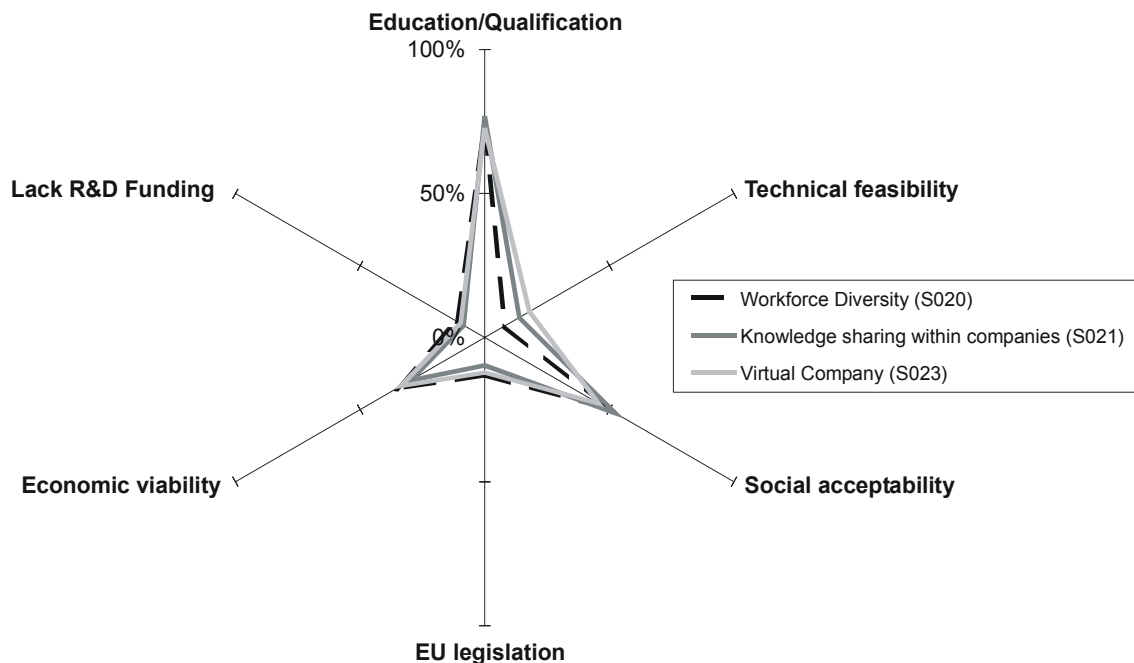 Education/Qualification
100%
Lack R&D Funding
50%
Technical feasibility
Workforce Diversity (S020)
0%
Knowledge sharing within companies (S021)
Virtual Company (S023)
Economic viability
Social acceptability
EU legislation